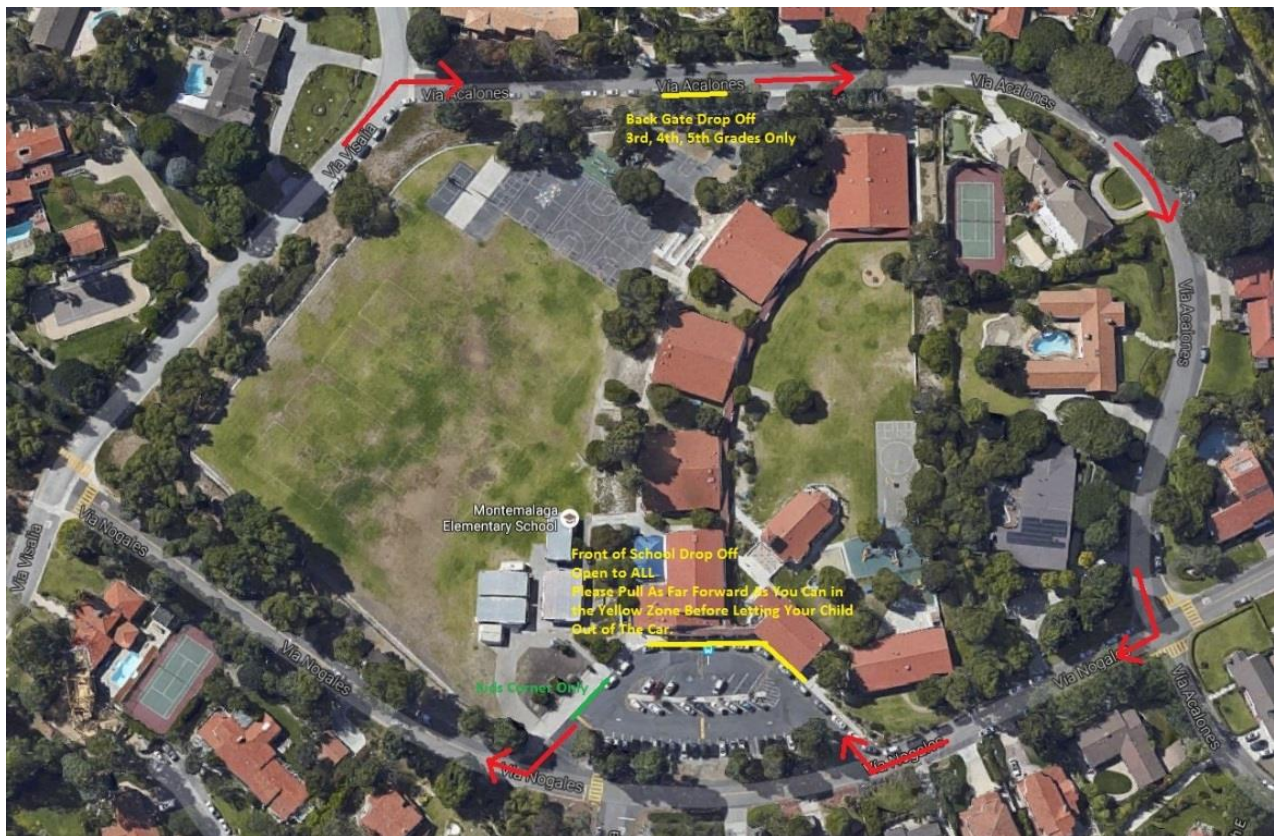 Via Acalones
Via Acalones
Via Acalones
Back Gate Drop Off
3rd, 4th, 5th Grades Only
Via Visalia
Via Acalones
Montemalaga
Elementary School
Via Nogales
Via Visalia
Front of School Drop Off
Open to ALL
Please Pull As Far Forward As You Can in
the Yellow Zone Before Letting Your Child
Out of The Car.
Via Nogales
Via Nogales
Kids Corner Only
Via Acalones
Via Nogales
Via Nogales
E